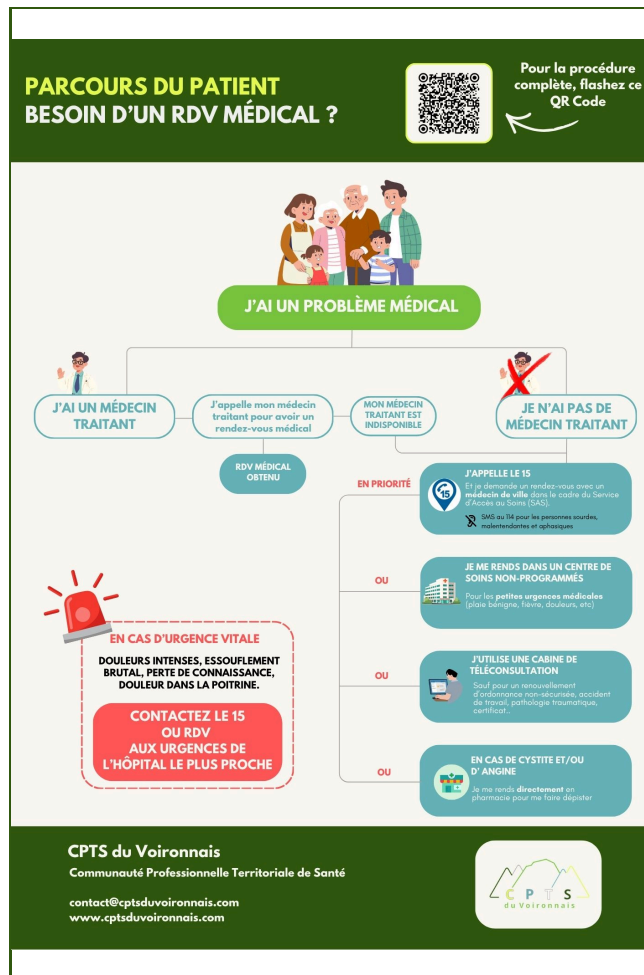 PARCOURS DU PATIENT
BESOIN D'UN RDV MÉDICAL ?
Pour la procédure
complète, flashez ce
QR Code
J'AI UN PROBLÈME MÉDICAL
J'AI UN MÉDECIN
TRAITANT
J'appelle mon médecin
traitant pour avoir un
rendez-vous médical
MON MÉDECIN
TRAITANT EST
INDISPONIBLE
JE N'AI PAS DE
MÉDECIN TRAITANT
RDV MÉDICAL
OBTENU
EN PRIORITÉ
15
J'APPELLE LE 15
Et je demande un rendez-vous avec un
médecin de ville dans le cadre du Service
d'Accès au Soins (SAS).
SMS au 114 pour les personnes sourdes,
malentendantes et aphasiques
OU
JE ME RENDS DANS UN CENTRE DE
SOINS NON-PROGRAMMÉS
Pour les petites urgences médicales
(plaie bénigne, fièvre, douleurs, etc)
OU
J'UTILISE UNE CABINE DE
TÉLÉCONSULTATION
Sauf pour un renouvellement
d'ordonnance non-sécurisée, accident
de travail, pathologie traumatique,
certificat..
OU
EN CAS DE CYSTITE ET/OU
D' ANGINE
Je me rends directement en
pharmacie pour me faire dépister
EN CAS D'URGENCE VITALE
DOULEURS INTENSES, ESSOUFLEMENT
BRUTAL, PERTE DE CONNAISSANCE,
DOULEUR DANS LA POITRINE.
CONTACTEZ LE 15
OU RDV
AUX URGENCES DE
L'HÔPITAL LE PLUS PROCHE
CPTS du Voironnais
Communauté Professionnelle Territoriale de Santé
contact@cptsduvoironnais.com
www.cptsduvoironnais.com
C P T S
du Voironnais